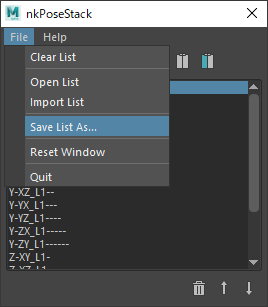 nkPoseStack
File Help
Clear List
Open List
Import List
Save List As...
Reset Window
Quit
Y-XZ_L1--
Y-YX_L1---
Y-YZ_L1----
Y-ZX_L1-----
Y-ZY_L1------
Z-XY_L1-